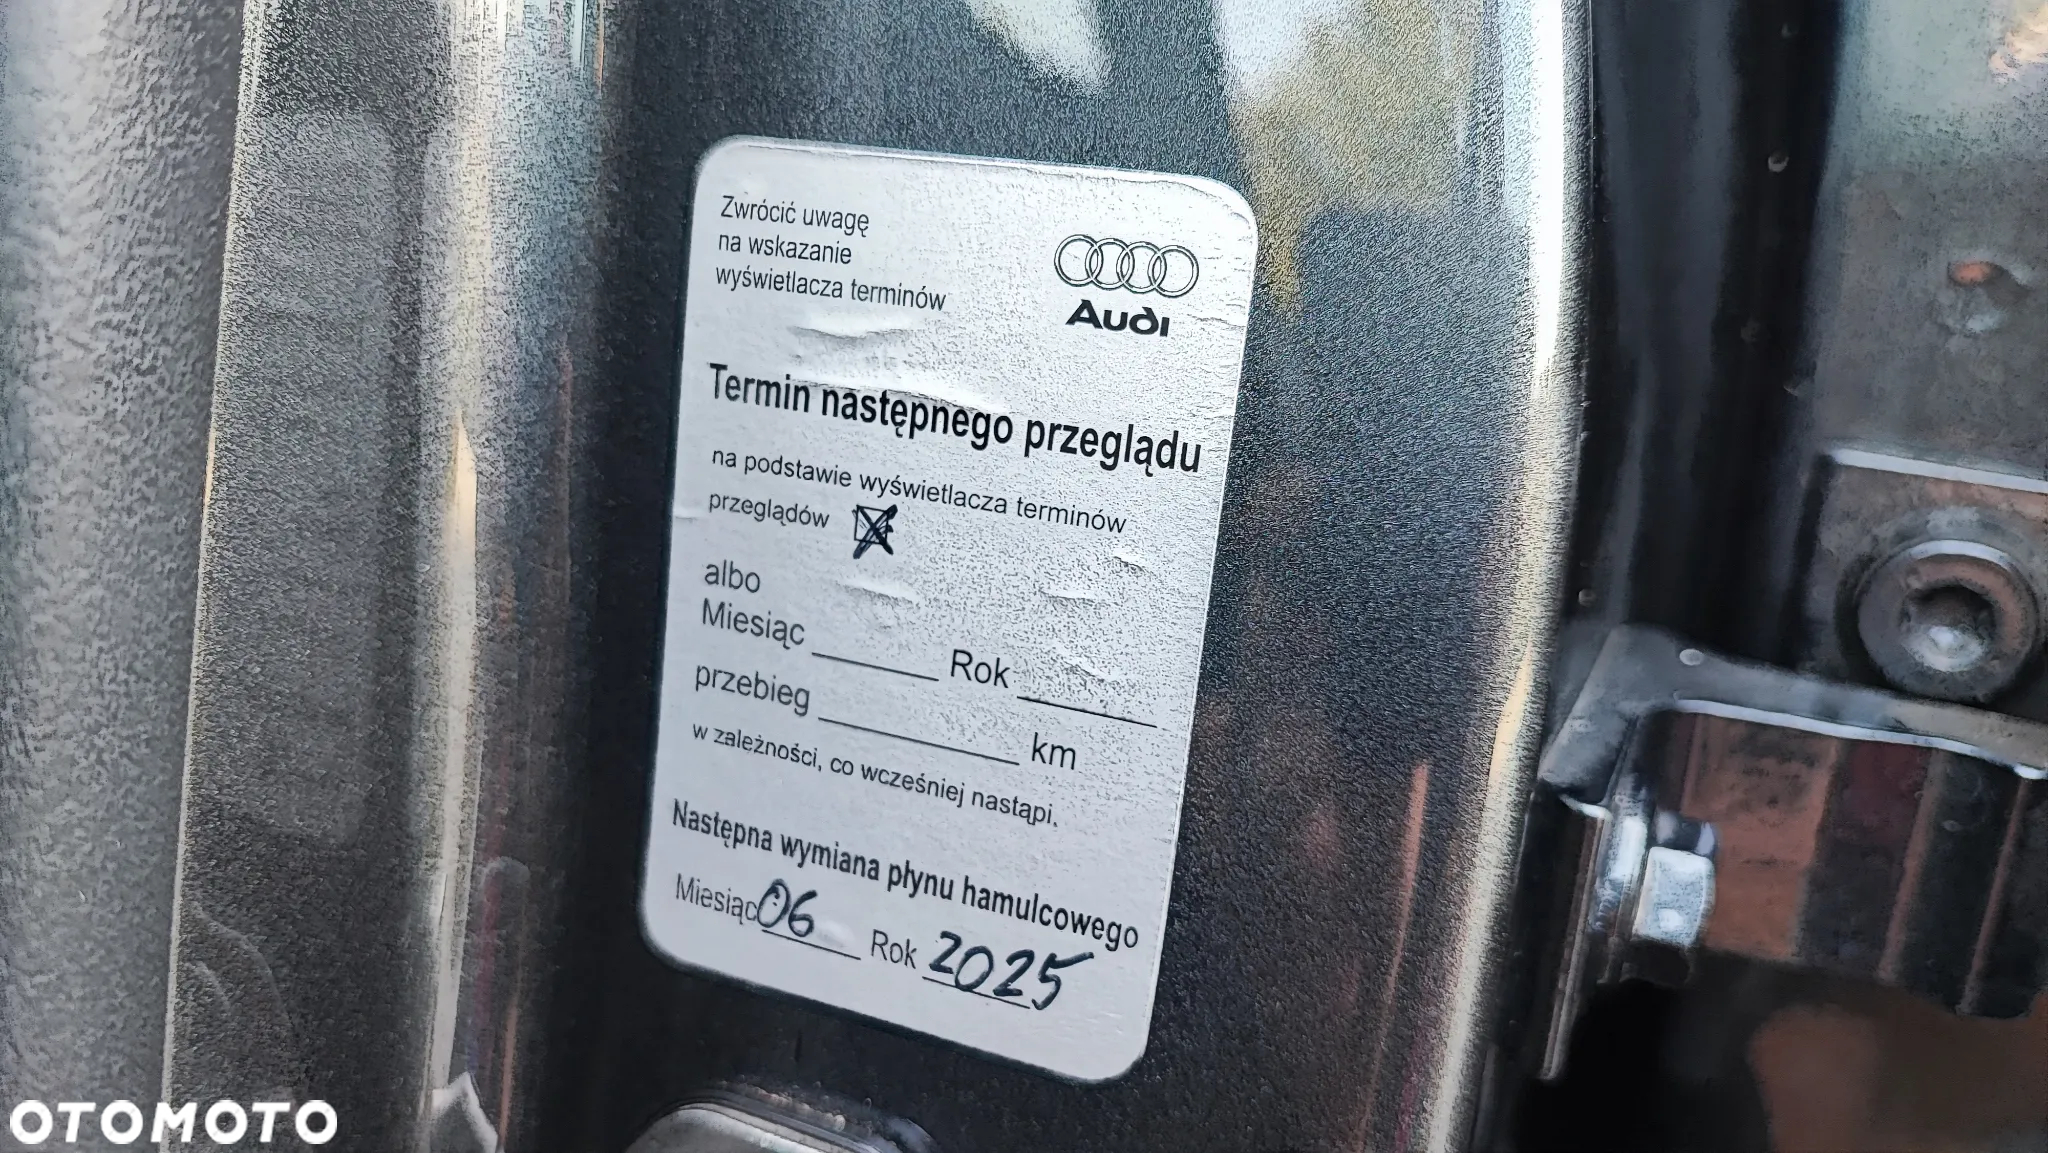 Zwrócić uwagę
na wskazanie
wyświetlacza terminów
Audi
Termin następnego przeglądu
na podstawie wyświetlacza terminów
przeglądów
albo
Miesiąc Rok
przebieg km
w zależności, co wcześniej nastąpi.
Następna wymiana płynu hamulcowego
Miesiąc 06 Rok 2025
OTOMOTO